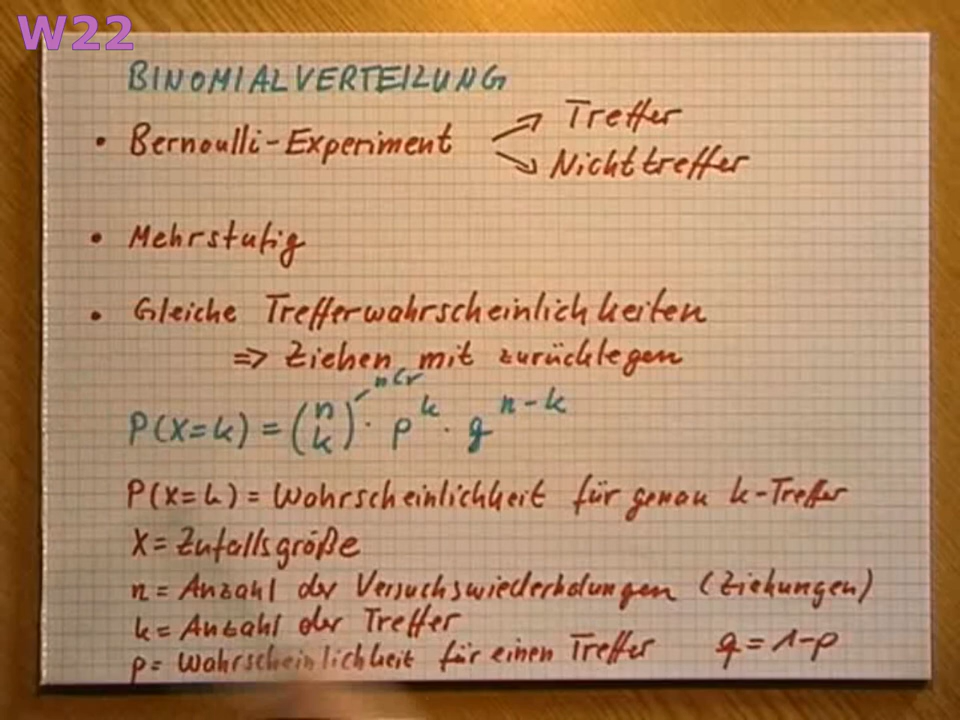 W22
BINOMIALVERTEILUNG
• Bernoulli-Experiment
Treffer
Nichttreffer
• Mehrstufig
• Gleiche Trefferwahrscheinlichkeiten
=> Ziehen mit zurücklegen
nCr
P(X=k) = (n k) · p^k · q^n-k
P(X=k) = Wahrscheinlichkeit für genau k-Treffer
X = Zufallsgröße
n = Anzahl der Versuchswiederholungen (Ziehungen)
k = Anzahl der Treffer
p = Wahrscheinlichkeit für einen Treffer q = 1-p